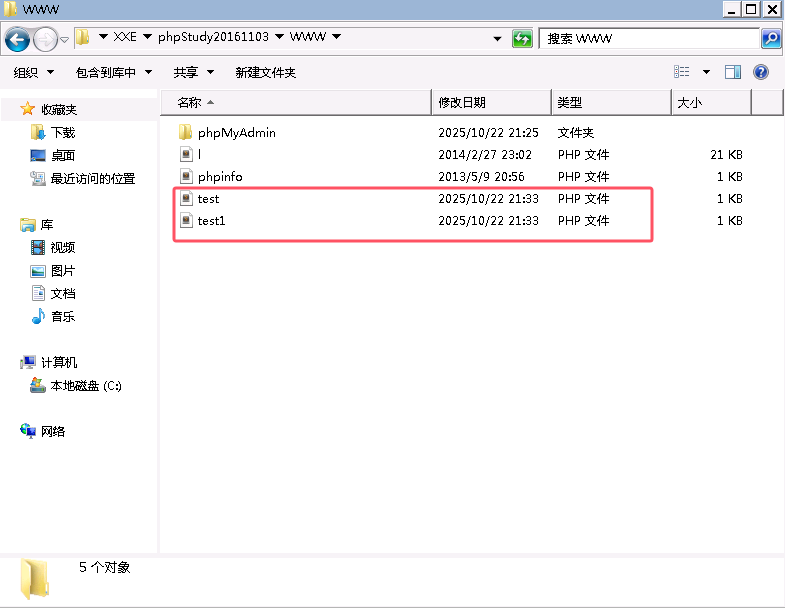 WWW
XXE phpStudy20161103 WWW
搜索 WWW
组织 包含到库中 共享 新建文件夹
收藏夹
下载
桌面
最近访问的位置
库
视频
图片
文档
音乐
计算机
本地磁盘 (C:)
网络
名称 修改日期 类型 大小
phpMyAdmin 2025/10/22 21:25 文件夹
l 2014/2/27 23:02 PHP 文件 21 KB
phpinfo 2013/5/9 20:56 PHP 文件 1 KB
test 2025/10/22 21:33 PHP 文件 1 KB
test1 2025/10/22 21:33 PHP 文件 1 KB
5 个对象